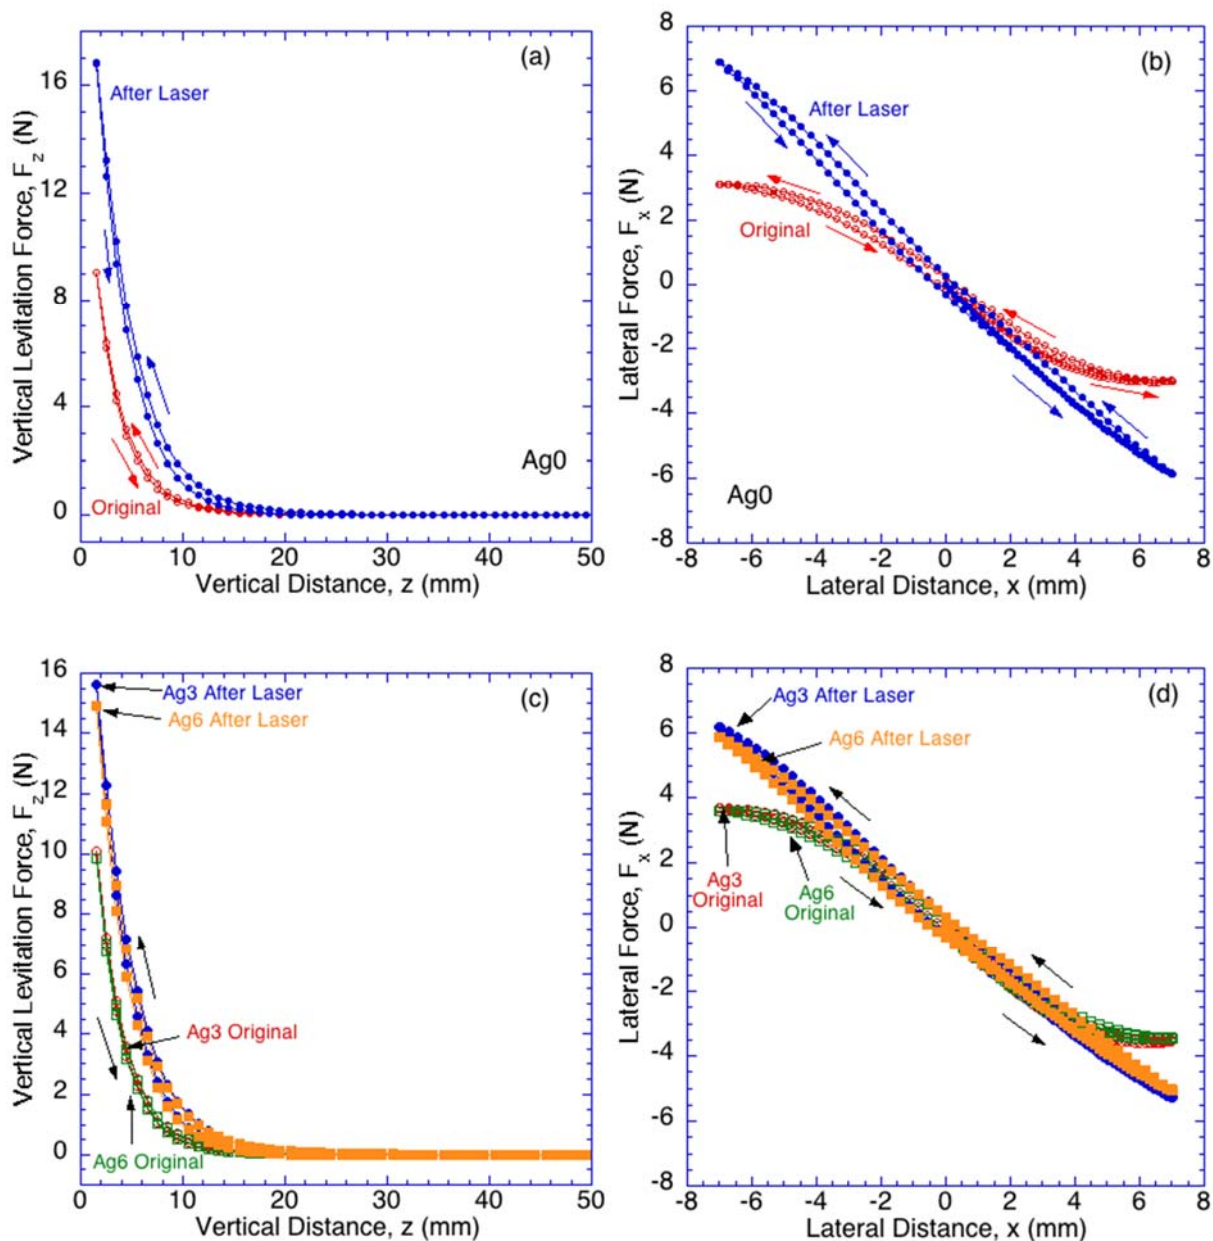 (a)
After Laser
Original
Ag0
16
12
8
4
0
0 10 20 30 40 50
Vertical Distance, z (mm)
Vertical Levitation Force, F_z (N)
(b)
After Laser
Original
Ag0
8
6
4
2
0
-2
-4
-6
-8
-8 -6 -4 -2 0 2 4 6 8
Lateral Distance, x (mm)
Lateral Force, F_x (N)
(c)
Ag3 After Laser
Ag6 After Laser
Ag3 Original
Ag6 Original
16
14
12
10
8
6
4
2
0
0 10 20 30 40 50
Vertical Distance, z (mm)
Vertical Levitation Force, F_z (N)
(d)
Ag3 After Laser
Ag6 After Laser
Ag3
Original
Ag6
Original
8
6
4
2
0
-2
-4
-6
-8
-8 -6 -4 -2 0 2 4 6 8
Lateral Distance, x (mm)
Lateral Force, F_x (N)